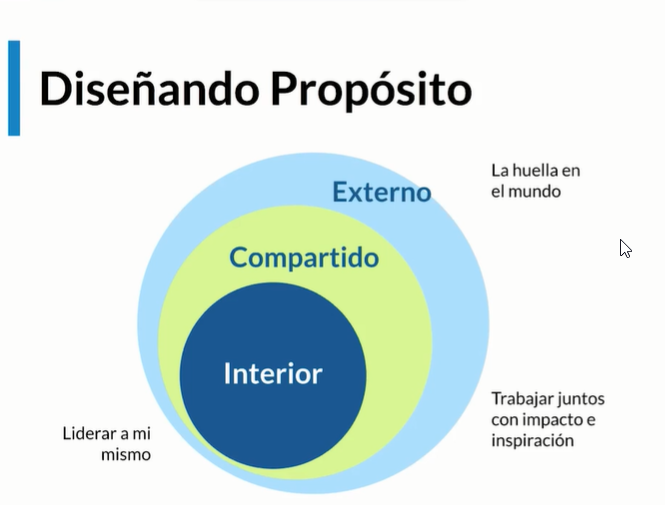 Diseñando Propósito
La huella en
el mundo
Externo
Compartido
Interior
Trabajar juntos
con impacto e
inspiración
Liderar a mi
mismo